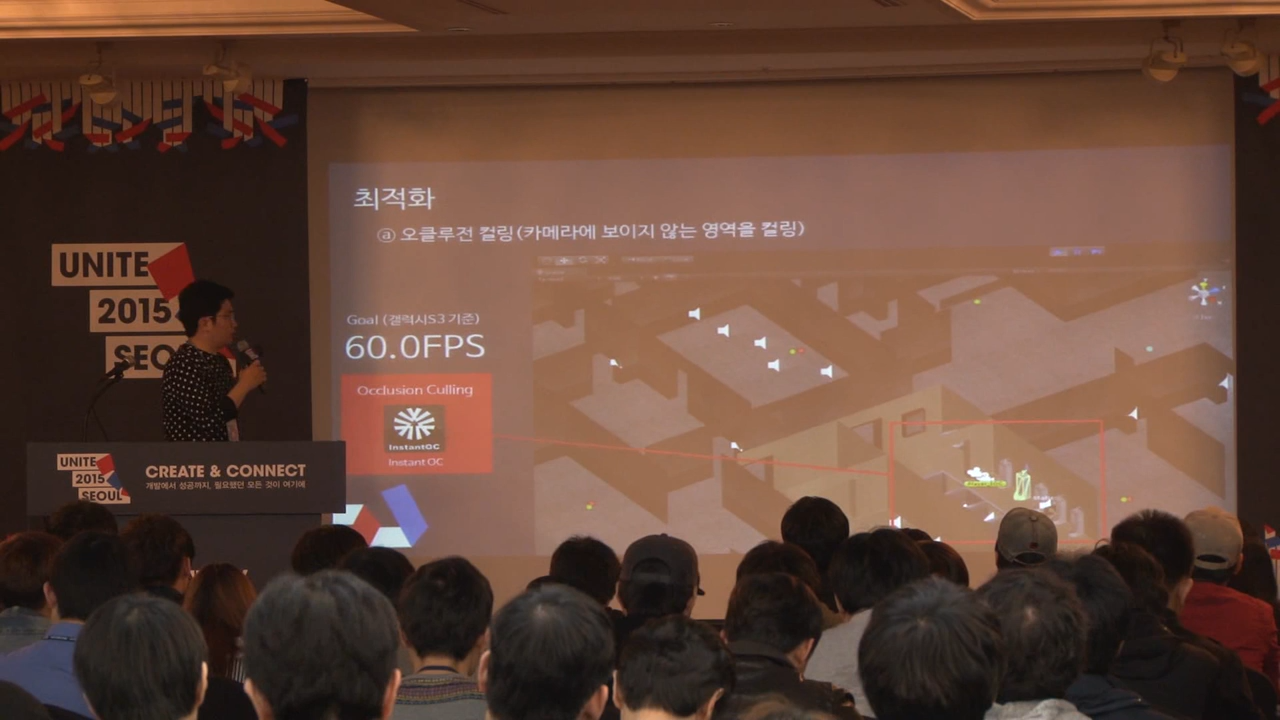 UNITE
2015
SEO
최적화
ⓐ 오클루전 컬링(카메라에 보이지 않는 영역을 컬링)
Goal (갤럭시S3 기준)
60.0FPS
Occlusion Culling
InstantOC
Instant OC
UNITE
2015
SEOUL
CREATE & CONNECT
개발에서 성공까지, 필요했던 모든 것이 여기에